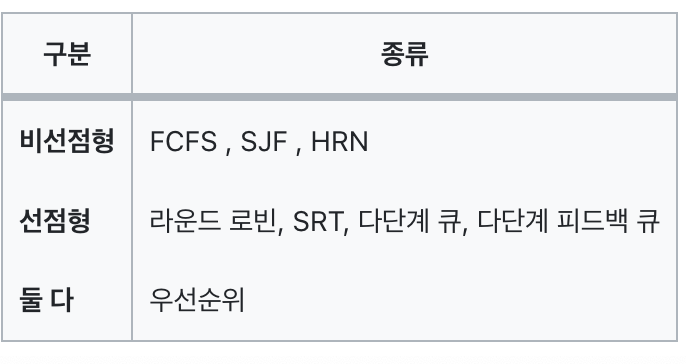 구분 종류
비선점형 FCFS , SJF , HRN
선점형 라운드 로빈, SRT, 다단계 큐, 다단계 피드백 큐
둘 다 우선순위